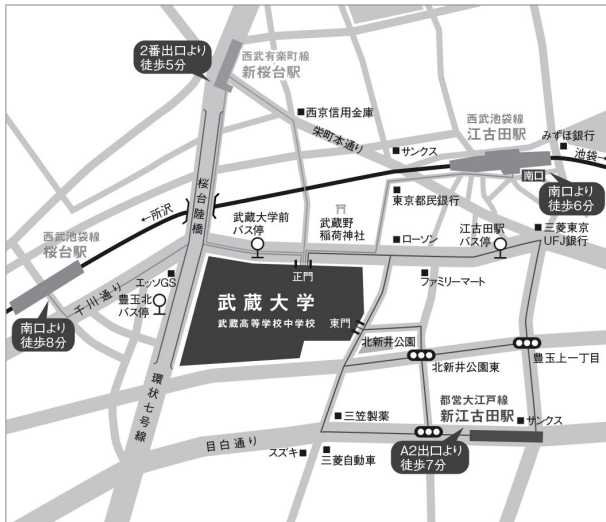 2番出口より
徒歩5分
西武有楽町線
新桜台駅
■西京信用金庫
栄町本通り
■サンクス
西武池袋線
江古田駅
みずほ銀行
池袋→
南口
南口より
徒歩6分
■東京都民銀行
←所沢
桜台陸橋
武蔵大学前
バス停
武蔵野
稲荷神社
■ローソン
江古田駅
バス停
■三菱東京
UFJ銀行
西武池袋線
桜台駅
千川通り
エッソGS
豊玉北
バス停
正門
■ファミリーマート
武蔵大学
武蔵高等学校中学校
東門
南口より
徒歩8分
北新井公園
北新井公園東
豊玉上一丁目
環状七号線
都営大江戸線
新江古田駅
■サンクス
■三笠製薬
目白通り
スズキ■
■三菱自動車
A2出口より
徒歩7分